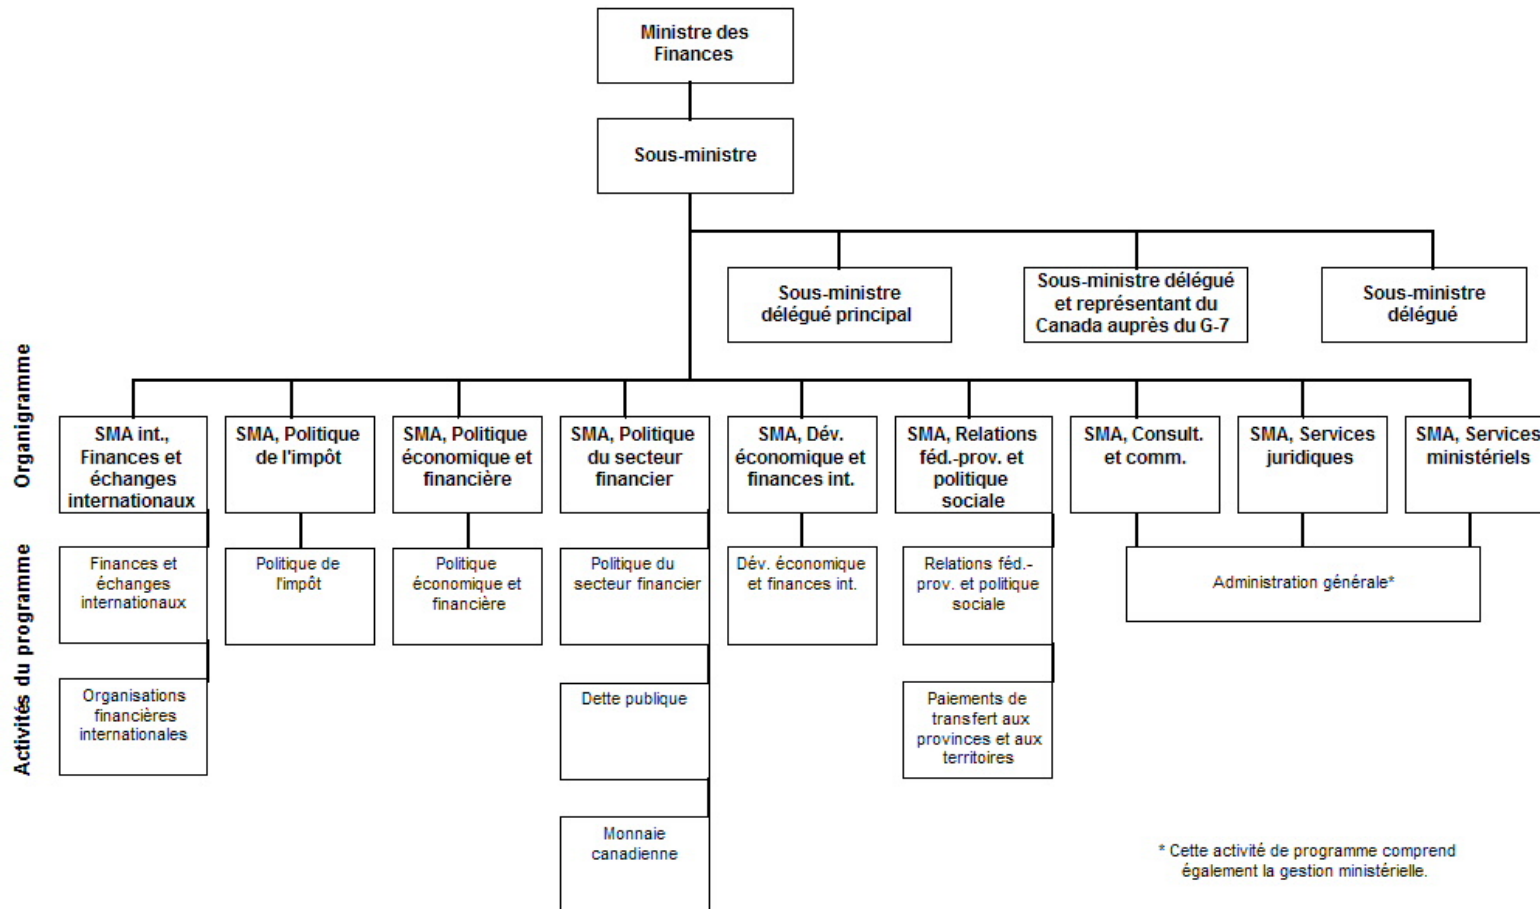 Ministre des
Finances
Sous-ministre
Sous-ministre
délégué principal
Sous-ministre délégué
et représentant du
Canada auprès du G-7
Sous-ministre
délégué
Organigramme
SMA int.,
Finances et
échanges
internationaux
SMA, Politique
de l'impôt
SMA, Politique
économique et
financière
SMA, Politique
du secteur
financier
SMA, Dév.
économique et
finances int.
SMA, Relations
féd.-prov. et
politique
sociale
SMA, Consult.
et comm.
SMA, Services
juridiques
SMA, Services
ministériels
Activités du programme
Finances et
échanges
internationaux
Politique de
l'impôt
Politique
économique et
financière
Politique du
secteur financier
Dév. économique
et finances int.
Relations féd.-
prov. et politique
sociale
Administration générale*
Organisations
financières
internationales
Dette publique
Paiements de
transfert aux
provinces et aux
territoires
Monnaie
canadienne
* Cette activité de programme comprend
également la gestion ministérielle.